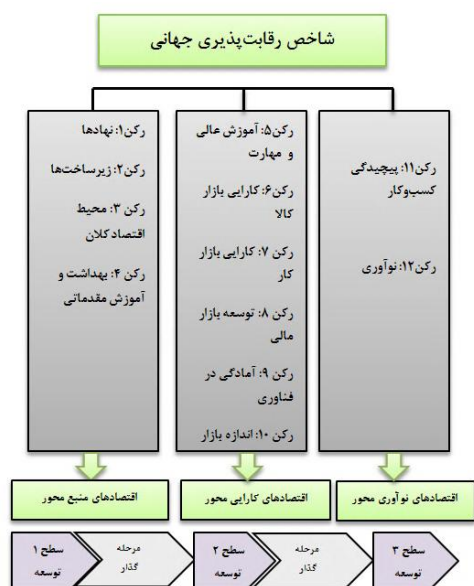 شاخص رقابت‌پذیری جهانی
رکن۱: نهادها
رکن۲: زیرساخت‌ها
رکن ۳: محیط
اقتصاد کلان
رکن ۴: بهداشت و
آموزش مقدماتی
رکن۵: آموزش عالی
و مهارت
رکن۶: کارایی بازار
کالا
رکن ۷: کارایی بازار
کار
رکن ۸: توسعه بازار
مالی
رکن ۹: آمادگی در
فناوری
رکن ۱۰: اندازه بازار
رکن۱۱: پیچیدگی
کسب‌وکار
رکن۱۲: نوآوری
اقتصادهای منبع محور
اقتصادهای کارایی محور
اقتصادهای نوآوری محور
سطح ۱
توسعه
مرحله
گذار
سطح ۲
توسعه
مرحله
گذار
سطح ۳
توسعه